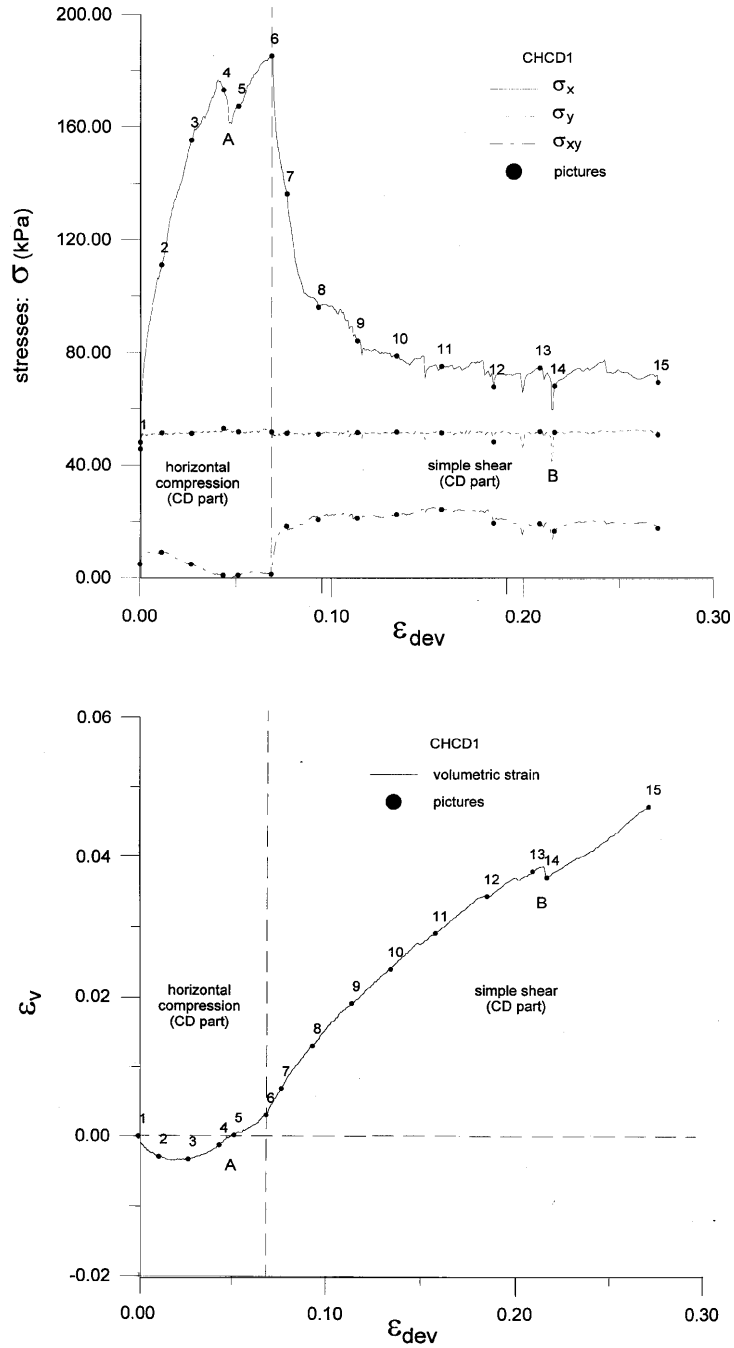 200.00
160.00
120.00
80.00
40.00
0.00
stresses: σ (kPa)
CHCD1
σx
σy
σxy
pictures
1
2
3
4
5
6
7
8
9
10
11
12
13
14
15
A
B
horizontal
compression
(CD part)
simple shear
(CD part)
0.00
0.10
0.20
0.30
εdev
0.06
0.04
0.02
0.00
-0.02
εv
CHCD1
volumetric strain
pictures
1
2
3
4
5
6
7
8
9
10
11
12
13
14
15
A
B
horizontal
compression
(CD part)
simple shear
(CD part)
0.00
0.10
0.20
0.30
εdev